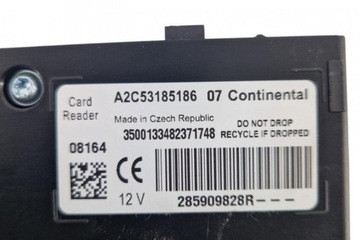 Card Reader
A2C53185186 07 Continental
Made in Czech Republic
DO NOT DROP
3500133482371748
RECYCLE IF DROPPED
08164
CE
12 V
285909828R---